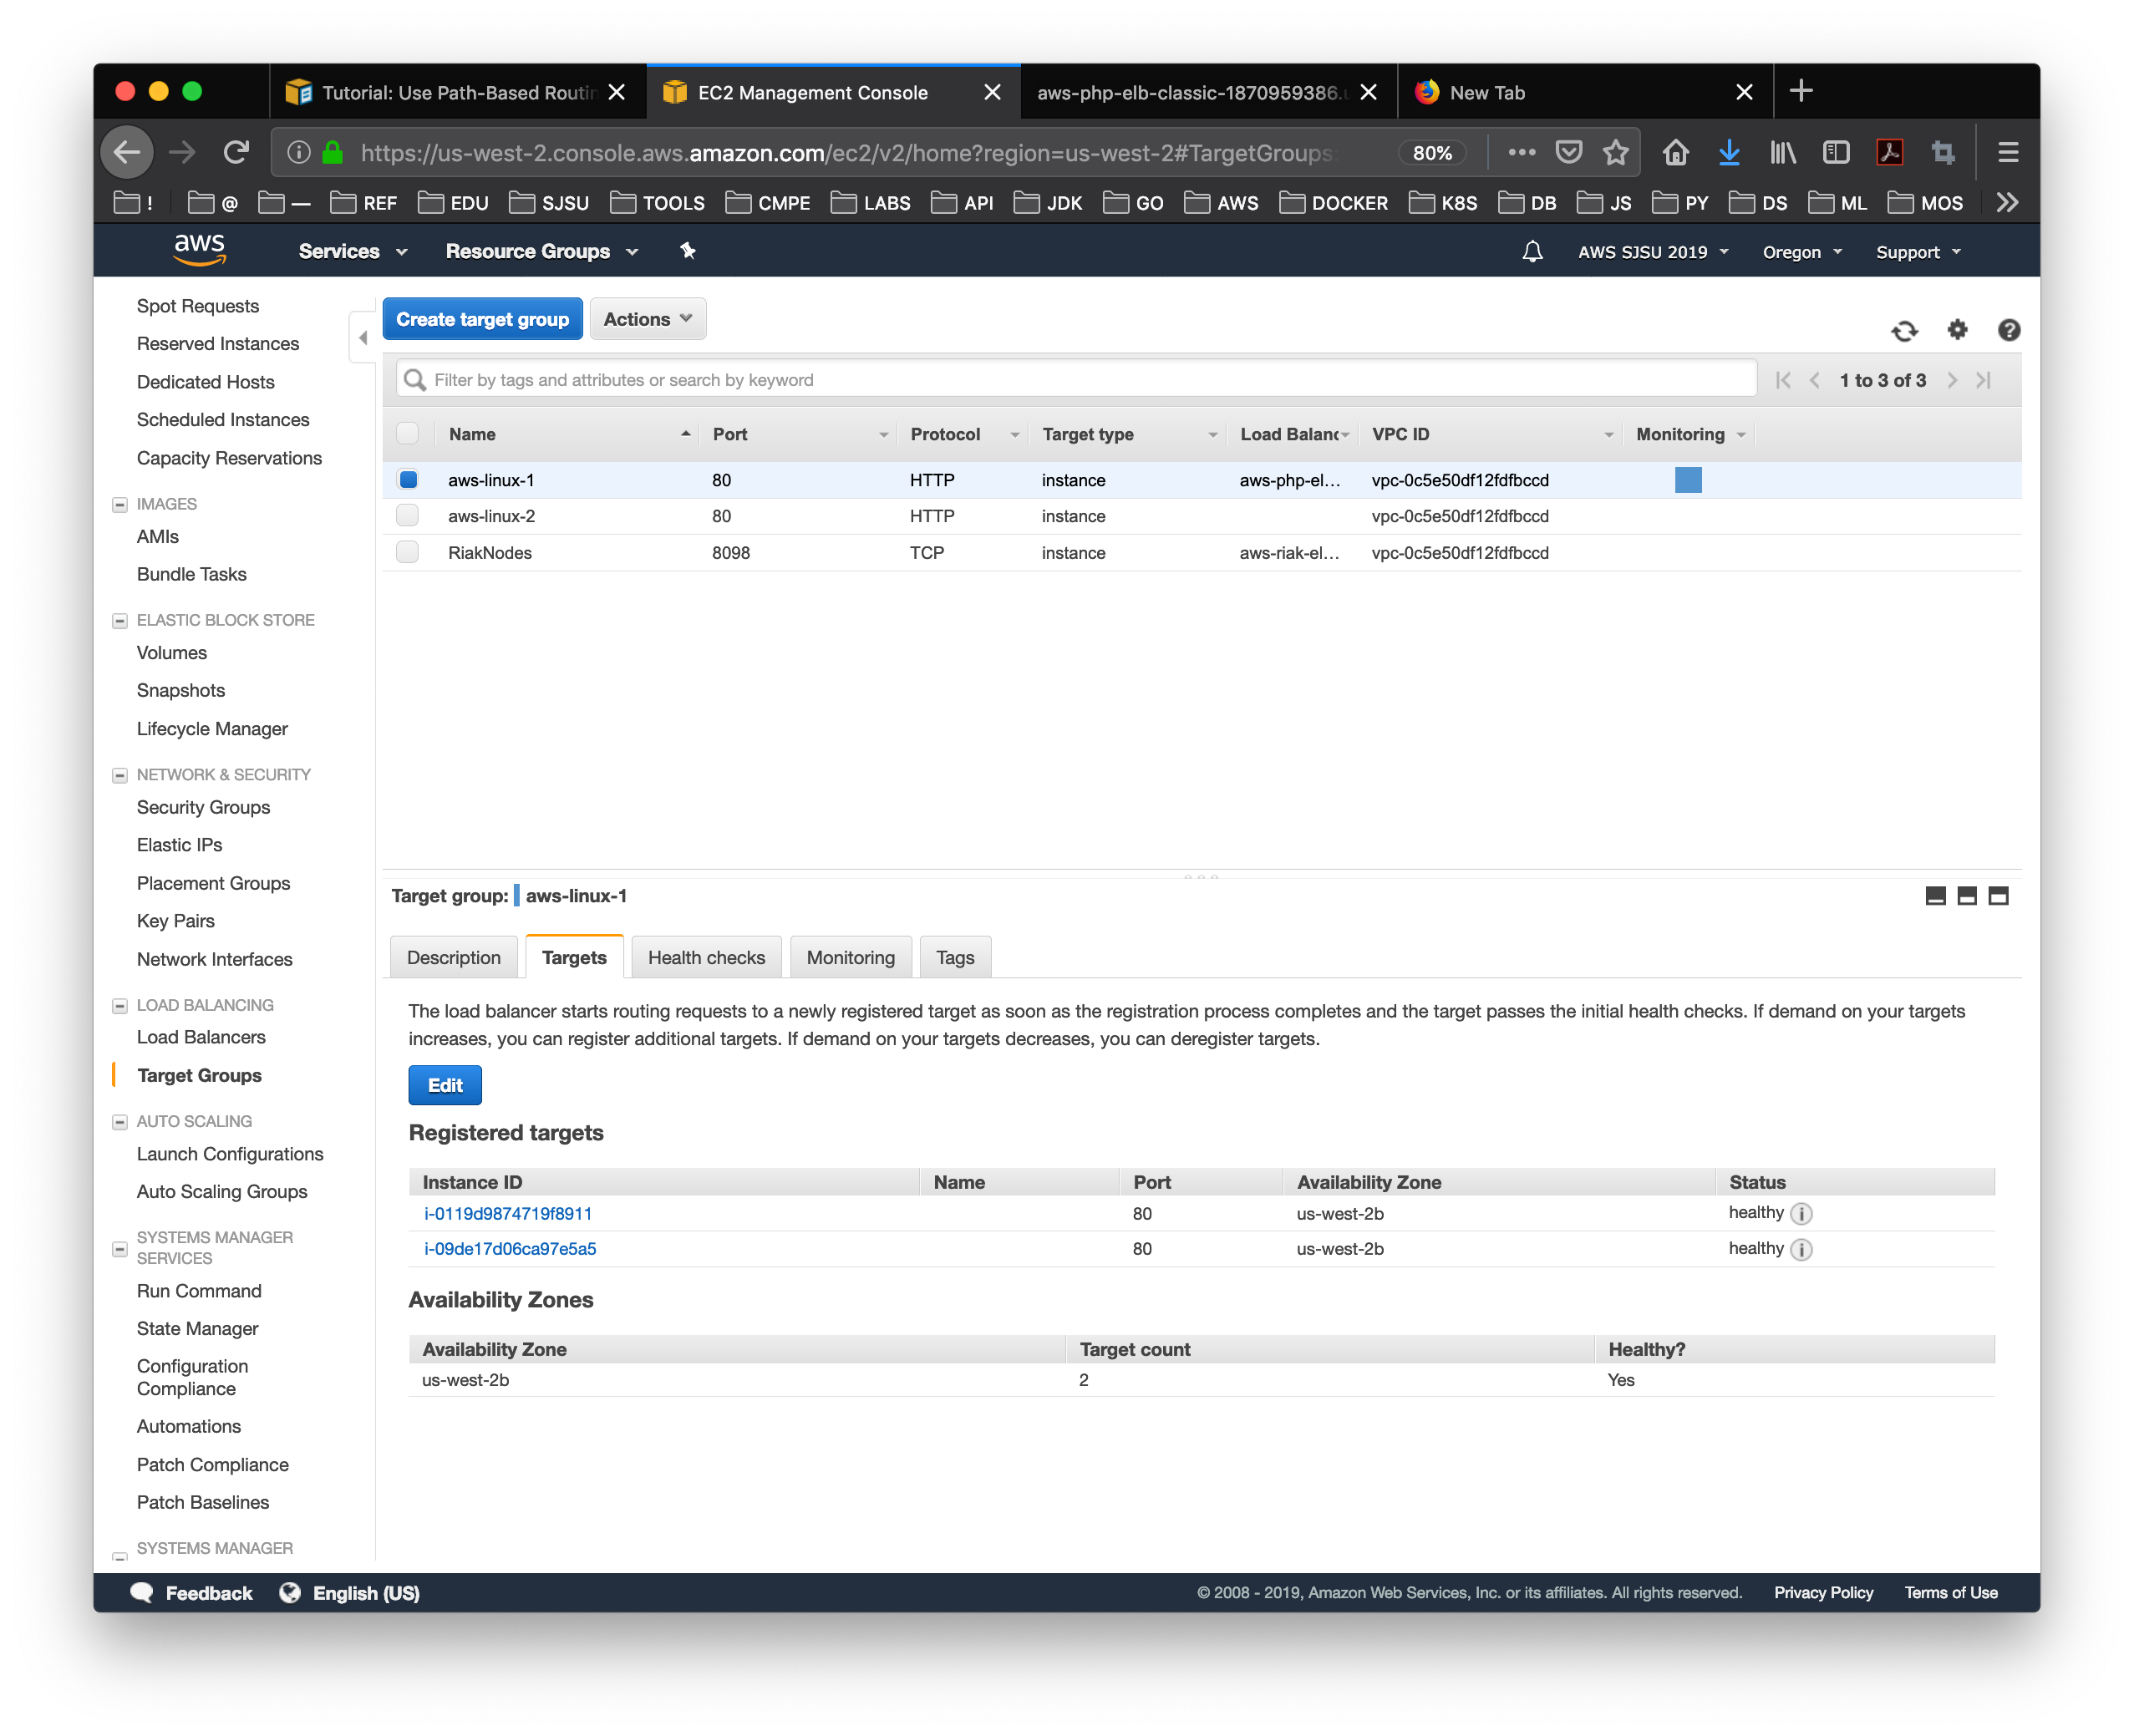 Tutorial: Use Path-Based Routin
EC2 Management Console
aws-php-elb-classic-1870959386.u
New Tab
https://us-west-2.console.aws.amazon.com/ec2/v2/home?region=us-west-2#TargetGroups:
80%
! @ — REF EDU SJSU TOOLS CMPE LABS API JDK GO AWS DOCKER K8S DB JS PY DS ML MOS
aws Services Resource Groups AWS SJSU 2019 Oregon Support
Spot Requests
Reserved Instances
Dedicated Hosts
Scheduled Instances
Capacity Reservations
IMAGES
AMIs
Bundle Tasks
ELASTIC BLOCK STORE
Volumes
Snapshots
Lifecycle Manager
NETWORK & SECURITY
Security Groups
Elastic IPs
Placement Groups
Key Pairs
Network Interfaces
LOAD BALANCING
Load Balancers
Target Groups
AUTO SCALING
Launch Configurations
Auto Scaling Groups
SYSTEMS MANAGER
SERVICES
Run Command
State Manager
Configuration
Compliance
Automations
Patch Compliance
Patch Baselines
SYSTEMS MANAGER
Create target group Actions
Filter by tags and attributes or search by keyword
1 to 3 of 3
Name Port Protocol Target type Load Balanc VPC ID Monitoring
aws-linux-1 80 HTTP instance aws-php-el... vpc-0c5e50df12fdfbccd
aws-linux-2 80 HTTP instance vpc-0c5e50df12fdfbccd
RiakNodes 8098 TCP instance aws-riak-el... vpc-0c5e50df12fdfbccd
Target group: aws-linux-1
Description Targets Health checks Monitoring Tags
The load balancer starts routing requests to a newly registered target as soon as the registration process completes and the target passes the initial health checks. If demand on your targets
increases, you can register additional targets. If demand on your targets decreases, you can deregister targets.
Edit
Registered targets
Instance ID Name Port Availability Zone Status
i-0119d9874719f8911 80 us-west-2b healthy
i-09de17d06ca97e5a5 80 us-west-2b healthy
Availability Zones
Availability Zone Target count Healthy?
us-west-2b 2 Yes
Feedback English (US) © 2008 - 2019, Amazon Web Services, Inc. or its affiliates. All rights reserved. Privacy Policy Terms of Use